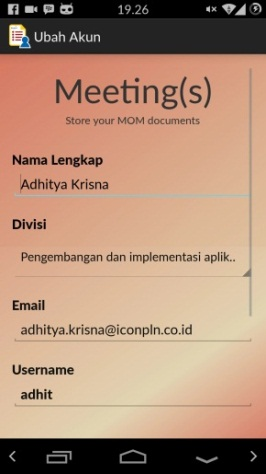 19.26
Ubah Akun
Meeting(s)
Store your MOM documents
Nama Lengkap
Adhitya Krisna
Divisi
Pengembangan dan implementasi aplik..
Email
adhitya.krisna@iconpln.co.id
Username
adhit